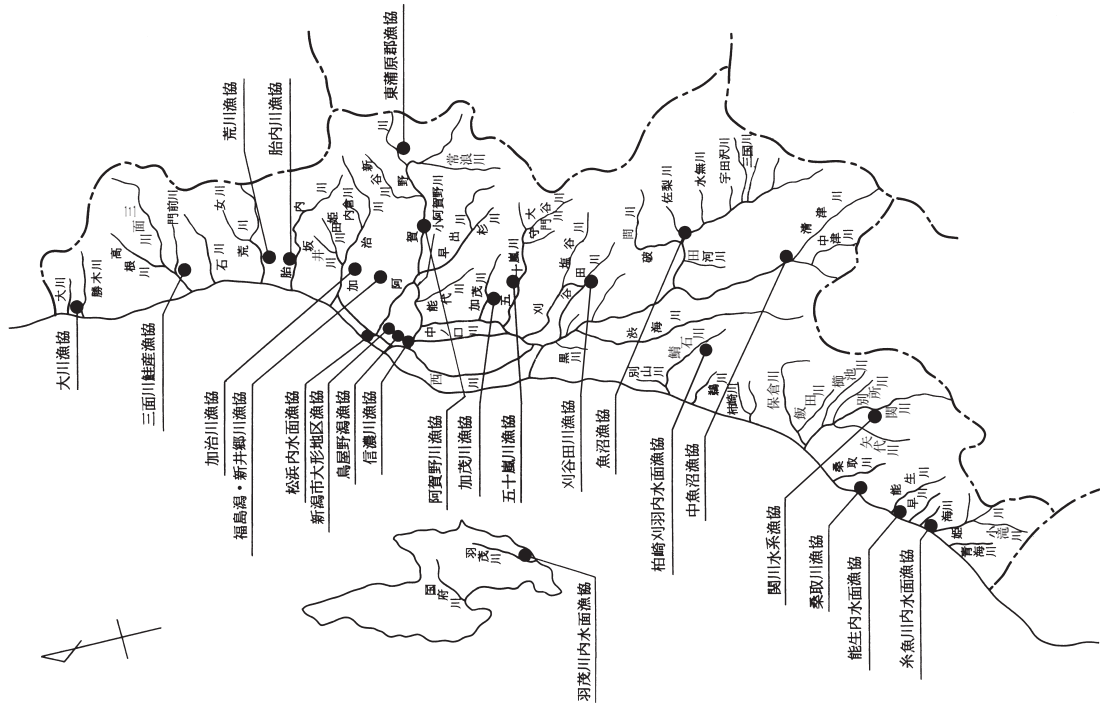 大川漁協
三面川鮭産漁協
荒川漁協
胎内川漁協
東蒲原郡漁協
加治川漁協
福島潟・新井郷川漁協
松浜内水面漁協
新潟市大形地区漁協
鳥屋野潟漁協
信濃川漁協
阿賀野川漁協
加茂川漁協
五十嵐川漁協
刈谷田川漁協
魚沼漁協
柏崎刈羽内水面漁協
中魚沼漁協
関川水系漁協
桑取川漁協
能生内水面漁協
糸魚川内水面漁協
羽茂川内水面漁協
大川
勝木川
高根川
三面川
門前川
石川
女川
荒川
胎内川
坂井川
姫田川
内倉川
加治川
新谷川
阿賀野川
小阿賀野川
常浪川
早出川
杉川
能代川
中ノ口川
加茂川
五十嵐川
守門川
大谷川
西川
刈谷田川
塩谷川
黒川
渋海川
破間川
佐梨川
水無川
宇田沢川
三国川
田河川
清津川
中津川
別山川
鯖石川
鵜川
柏崎川
保倉川
飯田川
櫛池川
別所川
関川
矢代川
桑取川
能生川
早川
海川
姫川
小滝川
青海川
国府川
羽茂川